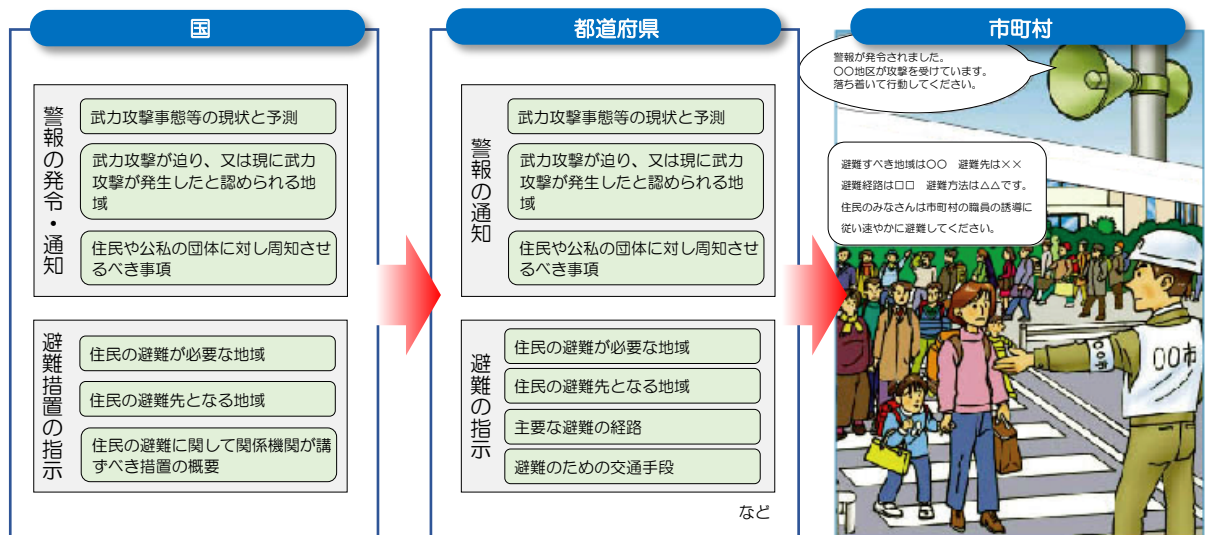 国
警報の発令・通知
武力攻撃事態等の現状と予測
武力攻撃が迫り、又は現に武力
攻撃が発生したと認められる地
域
住民や公私の団体に対し周知させ
るべき事項
避難措置の指示
住民の避難が必要な地域
住民の避難先となる地域
住民の避難に関して関係機関が講
ずべき措置の概要
都道府県
警報の通知
武力攻撃事態等の現状と予測
武力攻撃が迫り、又は現に武力
攻撃が発生したと認められる地
域
住民や公私の団体に対し周知させ
るべき事項
避難の指示
住民の避難が必要な地域
住民の避難先となる地域
主要な避難の経路
避難のための交通手段
など
市町村
警報が発令されました。
〇〇地区が攻撃を受けています。
落ち着いて行動してください。
避難すべき地域は〇〇　避難先は××
避難経路は□□　避難方法は△△です。
住民のみなさんは市町村の職員の誘導に
従い速やかに避難してください。
〇〇市
〇〇市